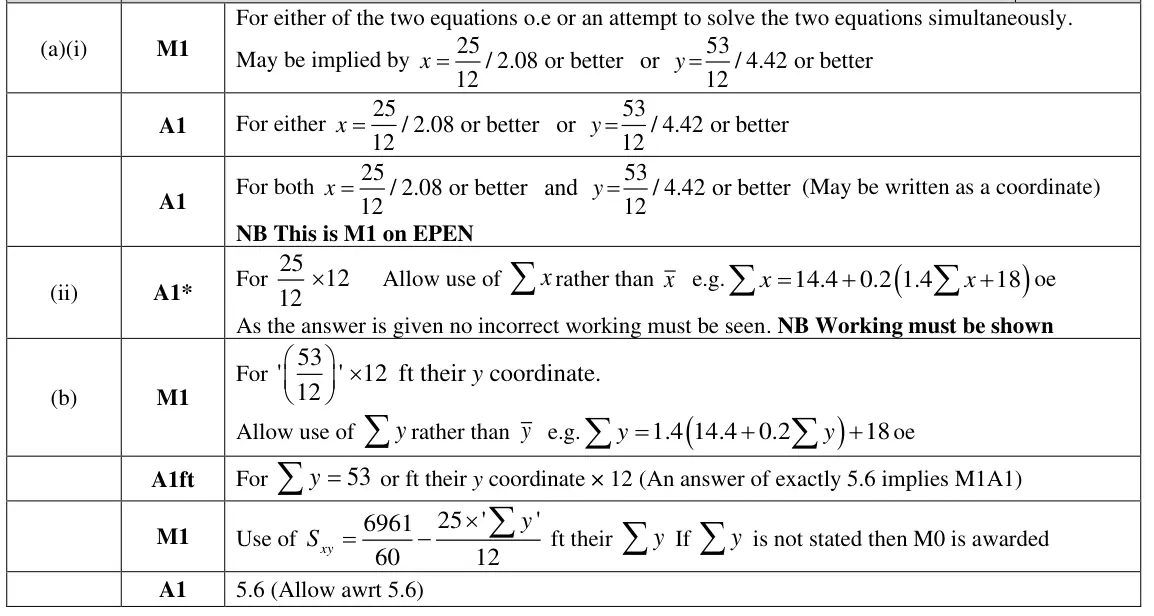 (a)(i) M1 For either of the two equations o.e or an attempt to solve the two equations simultaneously.
May be implied by x = 25/12 / 2.08 or better or y = 53/12 / 4.42 or better
A1 For either x = 25/12 / 2.08 or better or y = 53/12 / 4.42 or better
A1 For both x = 25/12 / 2.08 or better and y = 53/12 / 4.42 or better (May be written as a coordinate)
NB This is M1 on EPEN
(ii) A1* For 25/12 ×12 Allow use of ∑x rather than x̄ e.g. ∑x = 14.4 + 0.2(1.4∑x + 18) oe
As the answer is given no incorrect working must be seen. NB Working must be shown
(b) M1 For '(53/12)' ×12 ft their y coordinate.
Allow use of ∑y rather than ȳ e.g. ∑y = 1.4(14.4 + 0.2∑y) + 18 oe
A1ft For ∑y = 53 or ft their y coordinate × 12 (An answer of exactly 5.6 implies M1A1)
M1 Use of Sxy = 6961/60 − 25 × '∑y'/12 ft their ∑y If ∑y is not stated then M0 is awarded
A1 5.6 (Allow awrt 5.6)